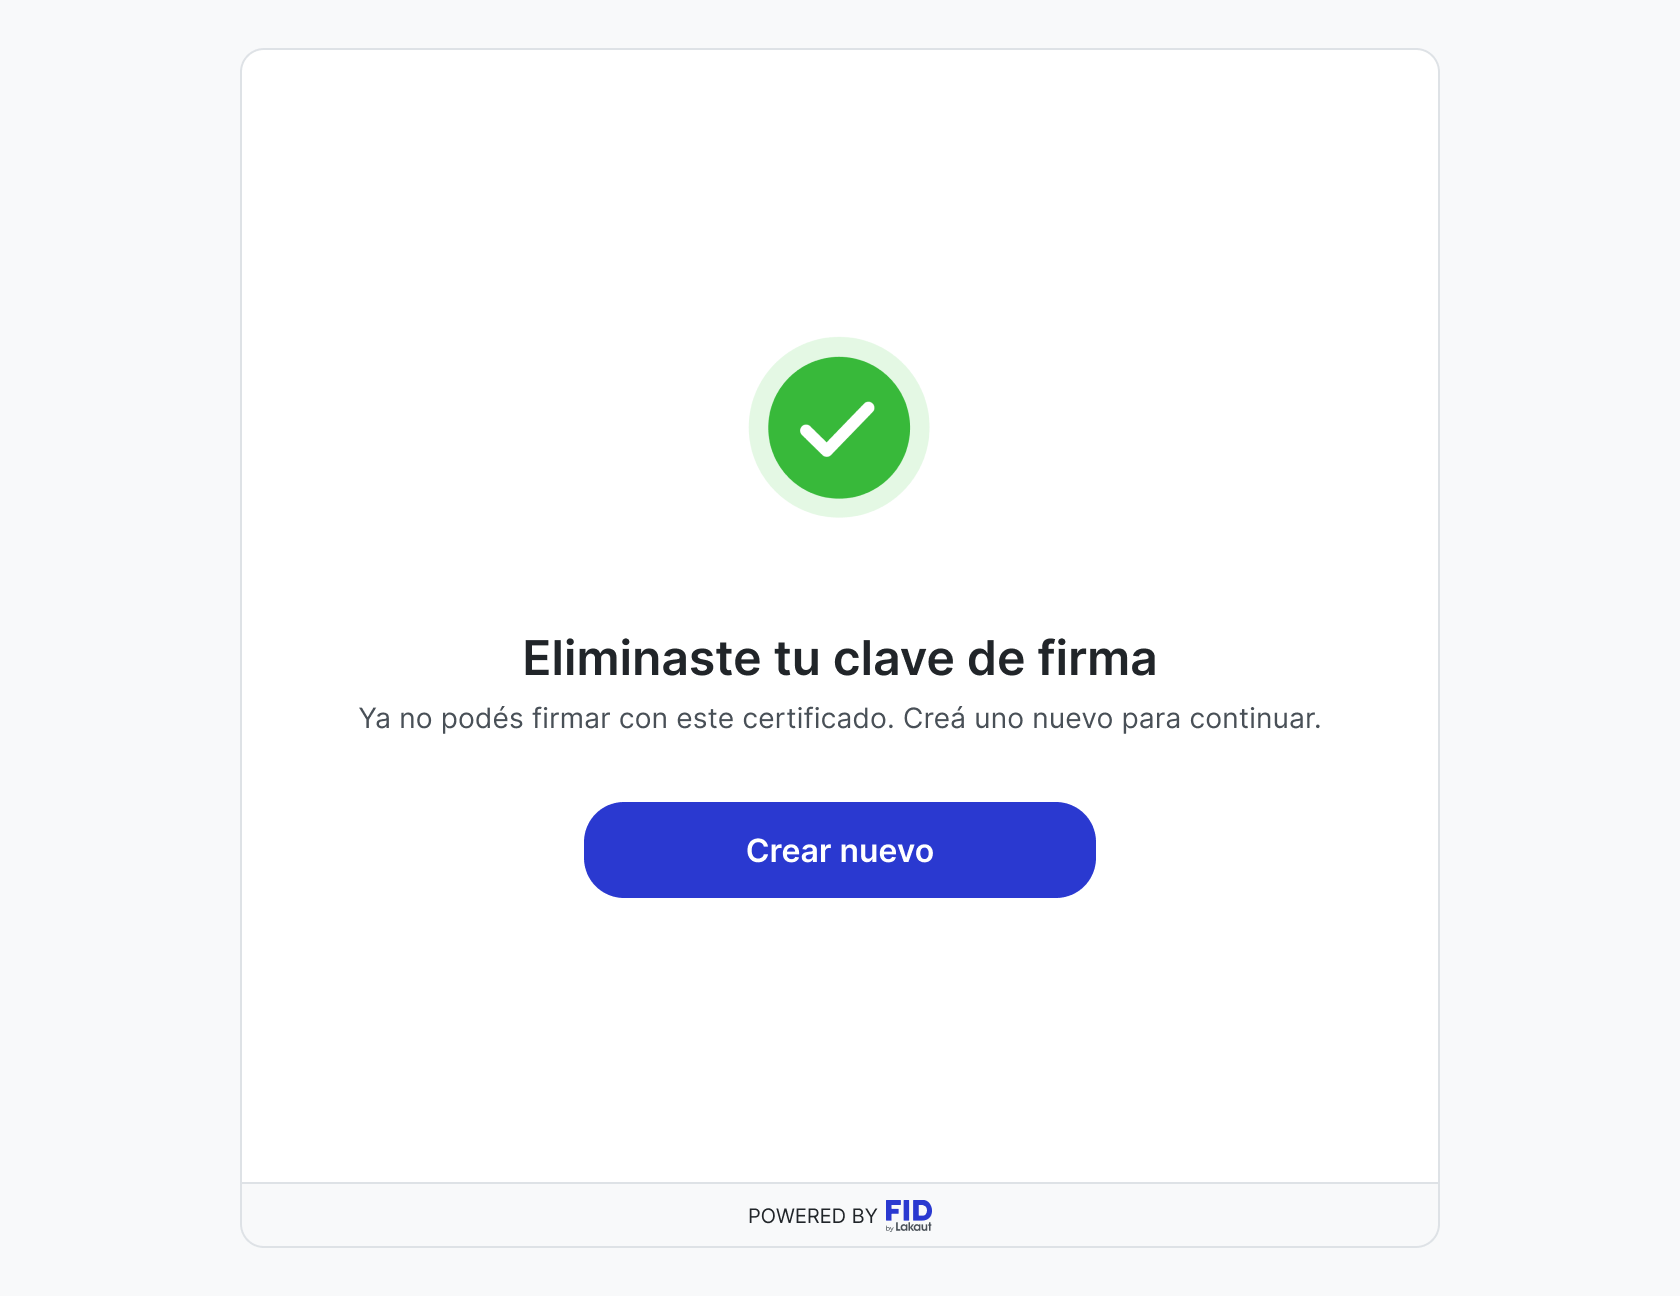 Eliminaste tu clave de firma
Ya no podés firmar con este certificado. Creá uno nuevo para continuar.
Crear nuevo
POWERED BY FID
by Lakaut